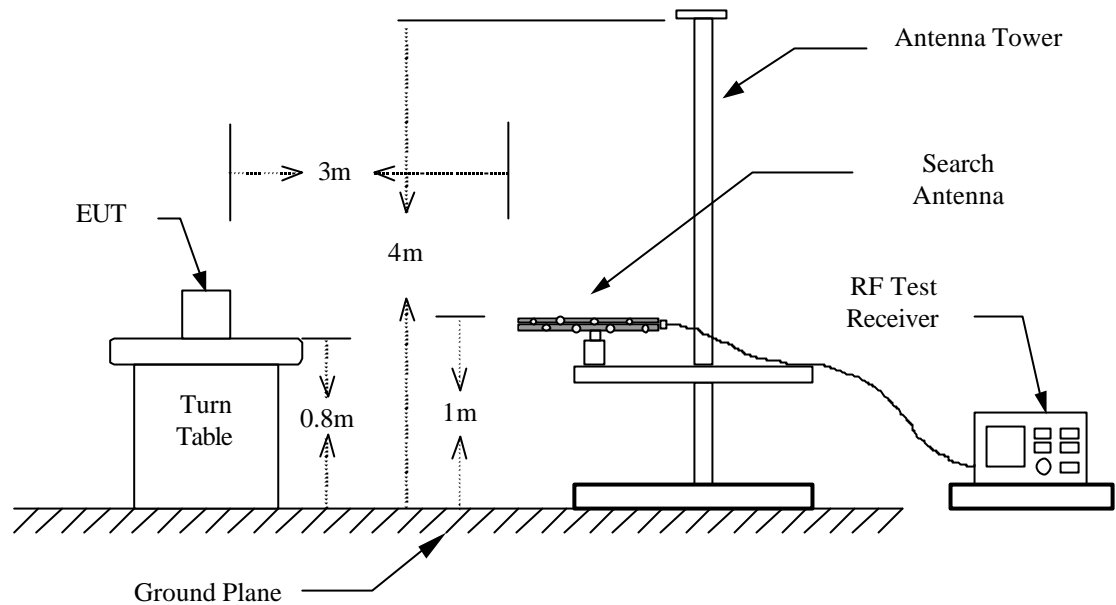 Antenna Tower
3m
Search
Antenna
EUT
4m
RF Test
Receiver
Turn
Table
0.8m
1m
Ground Plane